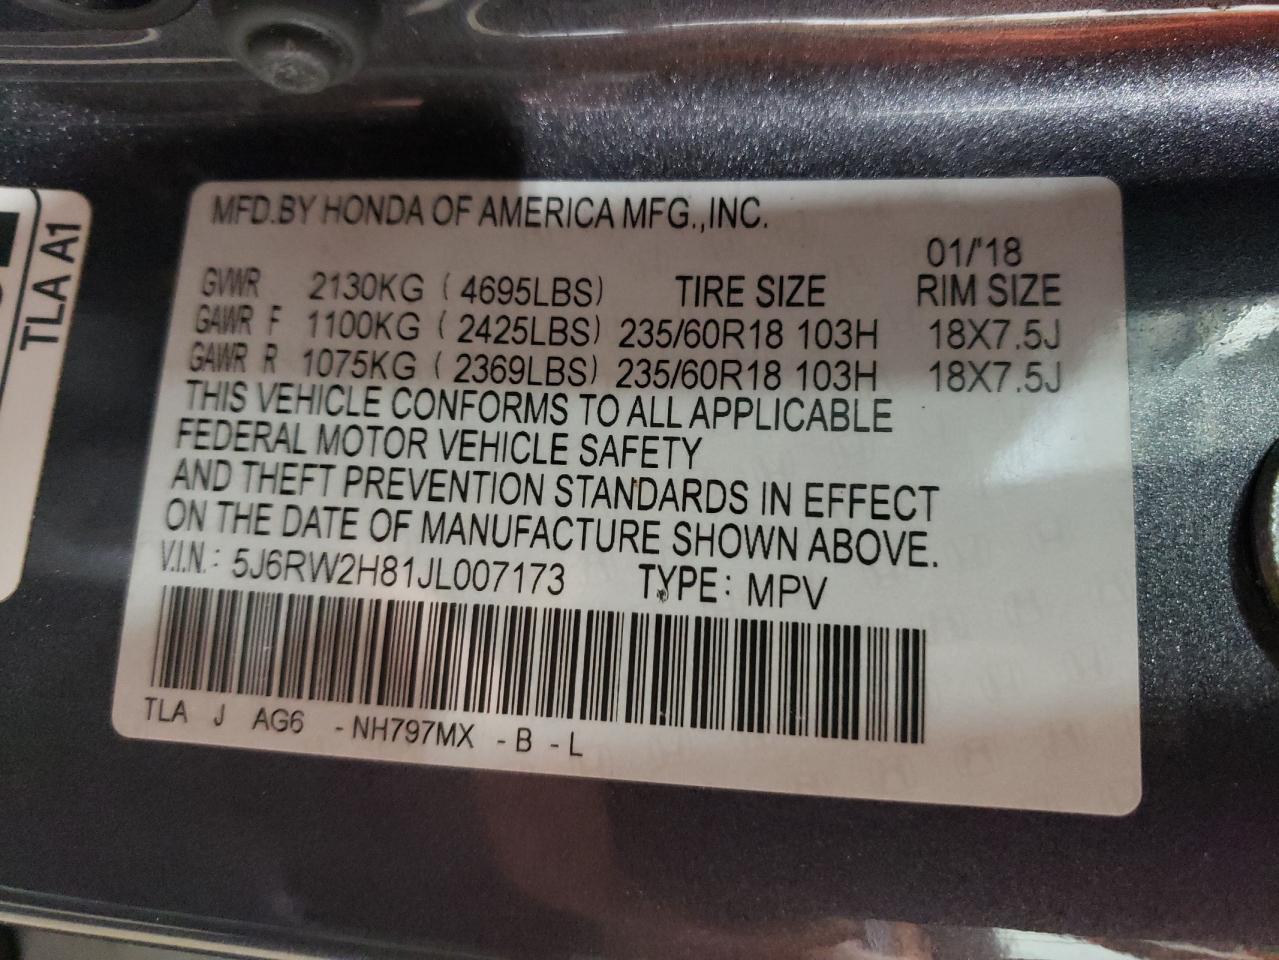 TLA A1
MFD.BY HONDA OF AMERICA MFG.,INC.
01/'18
GVWR 2130KG ( 4695LBS) TIRE SIZE RIM SIZE
GAWR F 1100KG ( 2425LBS) 235/60R18 103H 18X7.5J
GAWR R 1075KG ( 2369LBS) 235/60R18 103H 18X7.5J
THIS VEHICLE CONFORMS TO ALL APPLICABLE
FEDERAL MOTOR VEHICLE SAFETY
AND THEFT PREVENTION STANDARDS IN EFFECT
ON THE DATE OF MANUFACTURE SHOWN ABOVE.
V.I.N.: 5J6RW2H81JL007173 TYPE: MPV
TLA J AG6 -NH797MX -B -L